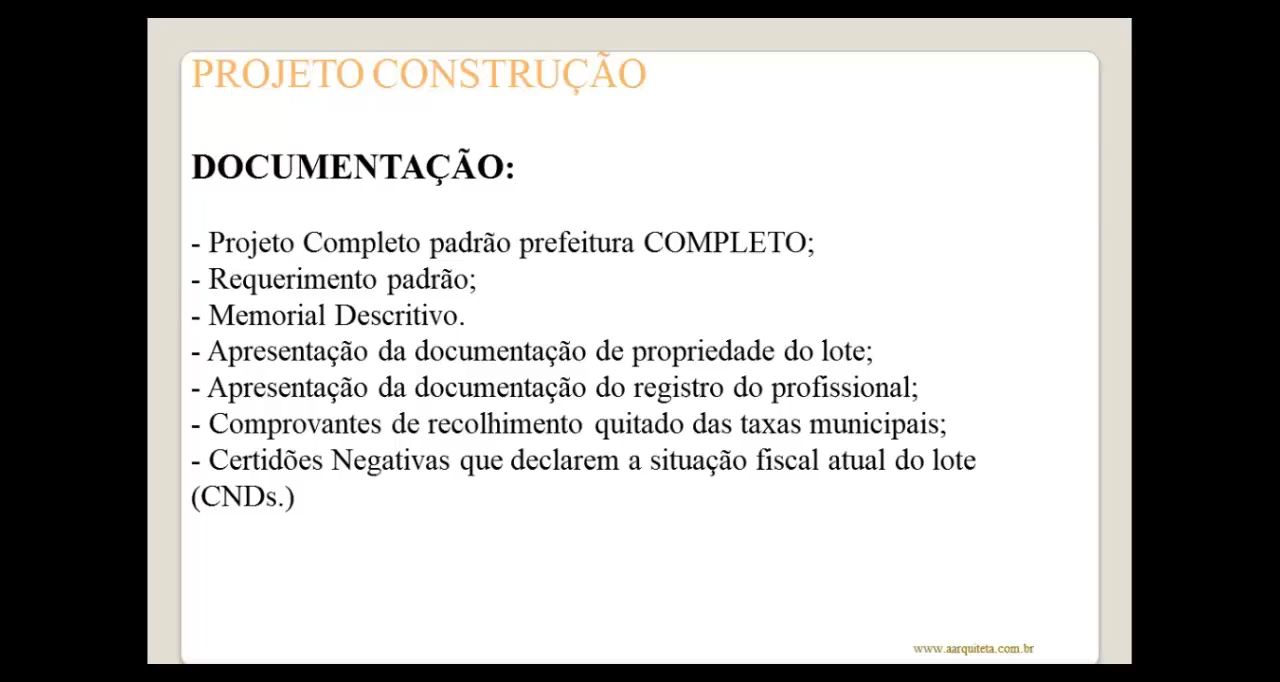 PROJETO CONSTRUÇÃO
DOCUMENTAÇÃO:
- Projeto Completo padrão prefeitura COMPLETO;
- Requerimento padrão;
- Memorial Descritivo.
- Apresentação da documentação de propriedade do lote;
- Apresentação da documentação do registro do profissional;
- Comprovantes de recolhimento quitado das taxas municipais;
- Certidões Negativas que declarem a situação fiscal atual do lote
(CNDs.)
www.aarquiteta.com.br